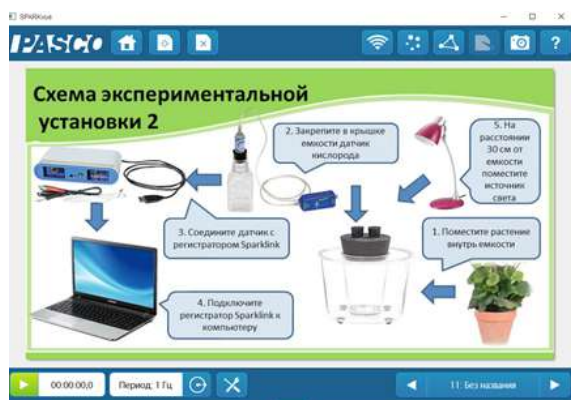 SPARKvue
PASCO
?
Схема экспериментальной
установки 2
2. Закрепите в крышке
емкости датчик
кислорода
5. На
расстоянии
30 см от
емкости
поместите
источник
света
3. Соедините датчик с
регистратором Sparklink
1. Поместите растение
внутрь емкости
4. Подключите
регистратор Sparklink к
компьютеру
00:00:00,0
Период: 1 Гц
11: Без названия